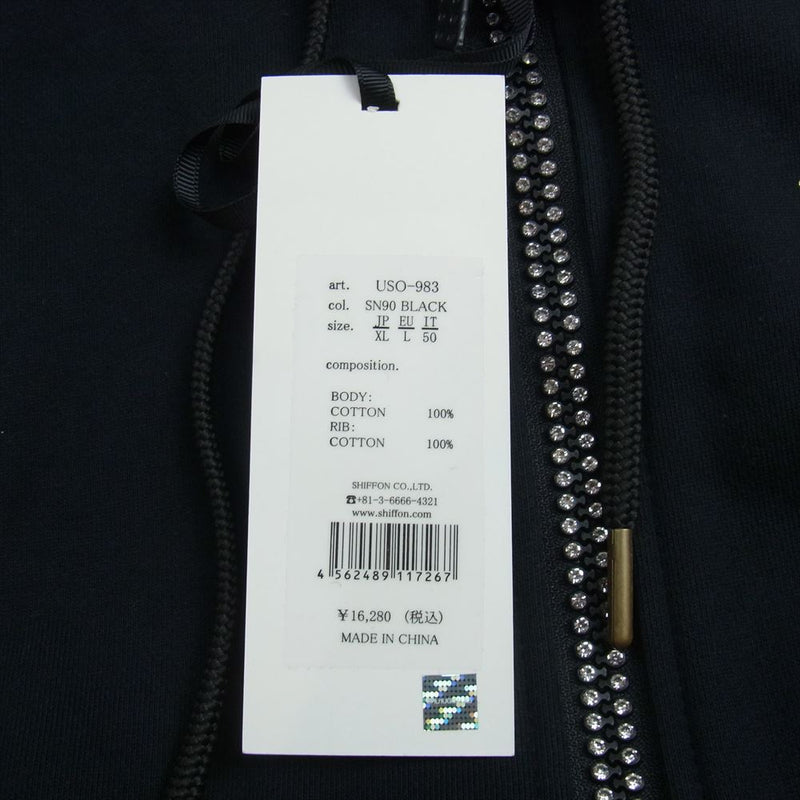 art. USO-983
col. SN90 BLACK
size. JP EU IT
XL L 50
composition.
BODY:
COTTON 100%
RIB:
COTTON 100%
SHIFFON CO.,LTD.
☎+81-3-6666-4321
www.shiffon.com
4 562489 117267
¥16,280 (税込)
MADE IN CHINA